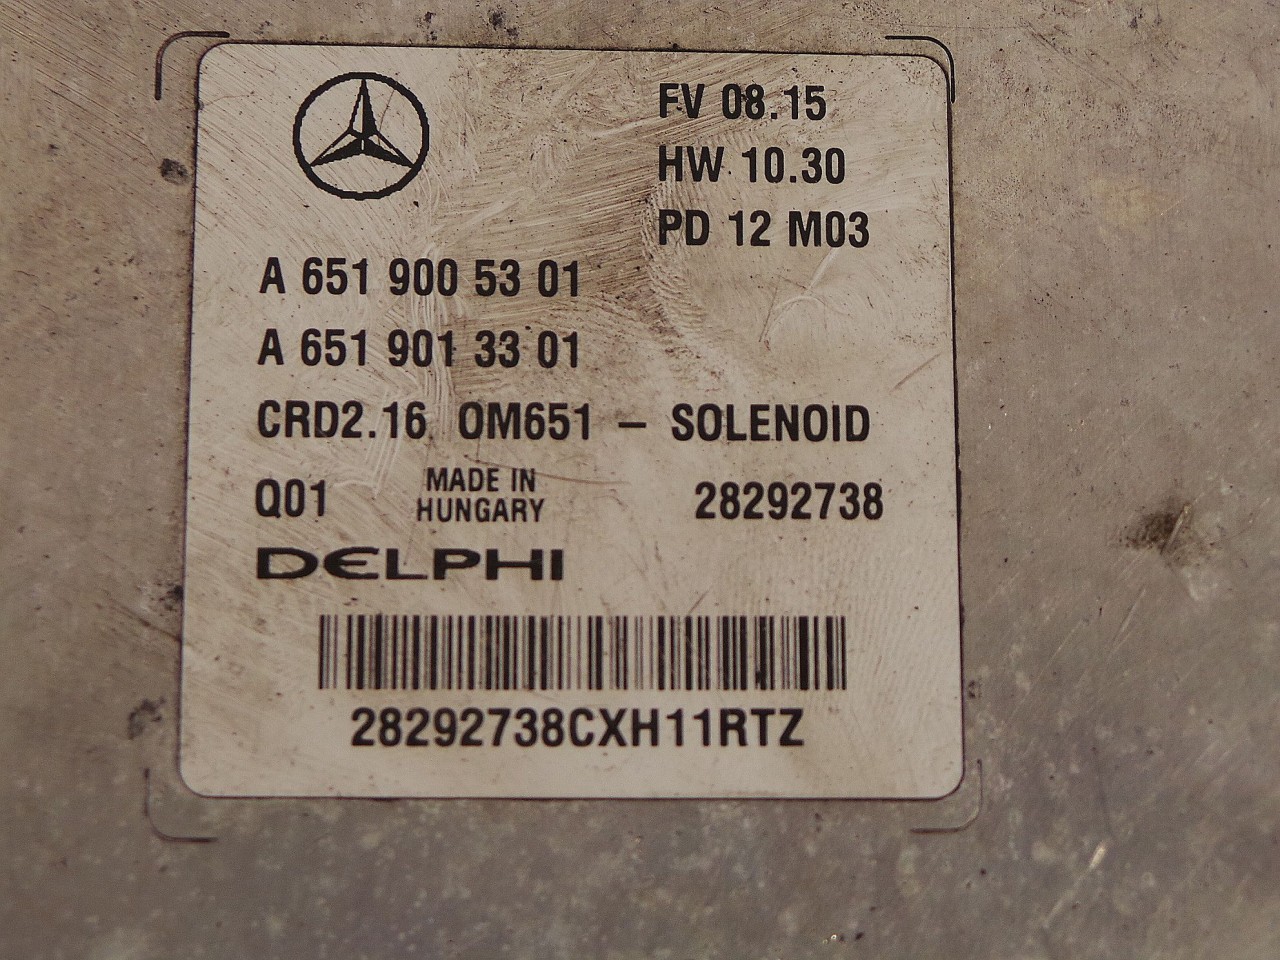 FV 08.15
HW 10.30
PD 12 M03
A 651 900 53 01
A 651 901 33 01
CRD2.16 OM651 – SOLENOID
Q01 MADE IN HUNGARY 28292738
DELPHI
28292738CXH11RTZ